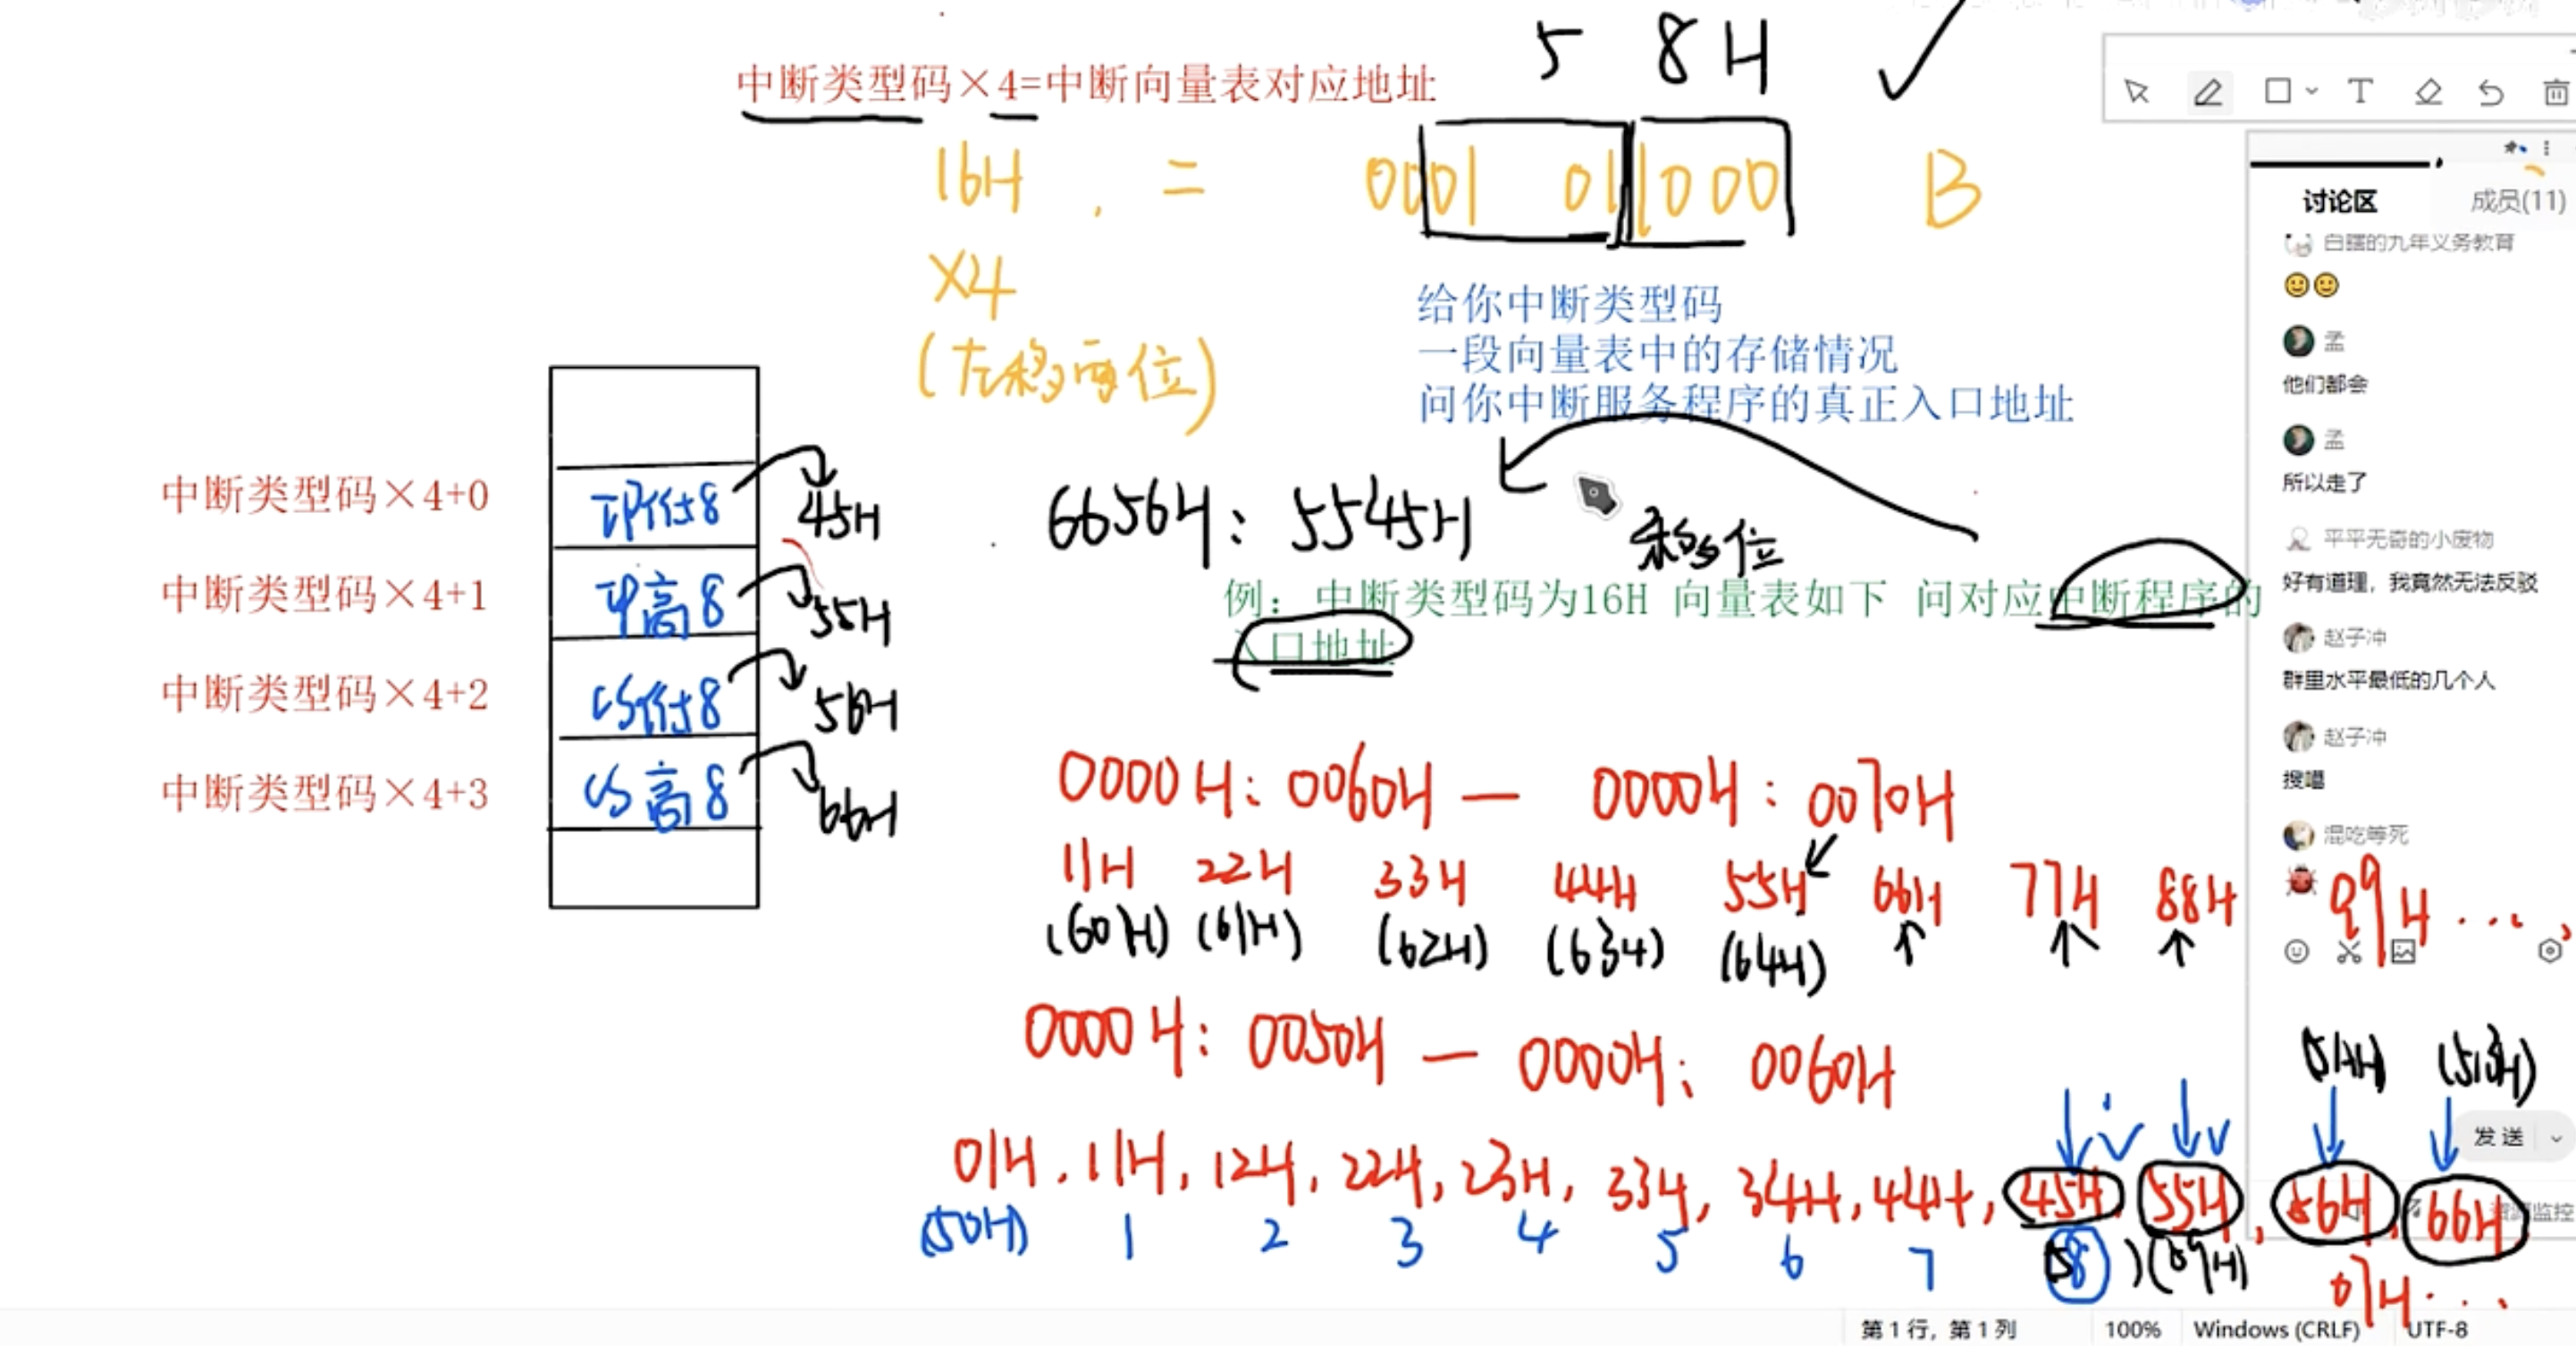 5 8H
中断类型码×4=中断向量表对应地址
16H = 0001 011000 B
×4
(左移两位)
给你中断类型码
一段向量表中的存储情况
问你中断服务程序的真正入口地址
中断类型码×4+0 IP低8 45H
中断类型码×4+1 IP高8 55H
中断类型码×4+2 CS低8 56H
中断类型码×4+3 CS高8 66H
6656H: 5545H
移位
例: 中断类型码为16H 向量表如下 问对应中断程序的
入口地址
0000H: 0060H — 0000H: 0070H
11H 22H 33H 44H 55H 66H 77H 88H 99H ...
(60H) (61H) (62H) (63H) (64H)
0000H: 0050H — 0000H: 0060H
(5AH) (5BH)
01H, 11H, 12H, 22H, 23H, 33H, 34H, 44H, 45H, 55H, 56H, 66H
(50H) 1 2 3 4 5 6 7 (58) (59H)
67H...
讨论区 成员(11)
白瞎的九年义务教育
孟
他们都会
孟
所以走了
平平无奇的小废物
好有道理，我竟然无法反驳
赵子冲
群里水平最低的几个人
赵子冲
搜噶
混吃等死
发送
资源监控
第 1 行，第 1 列 100% Windows (CRLF) UTF-8